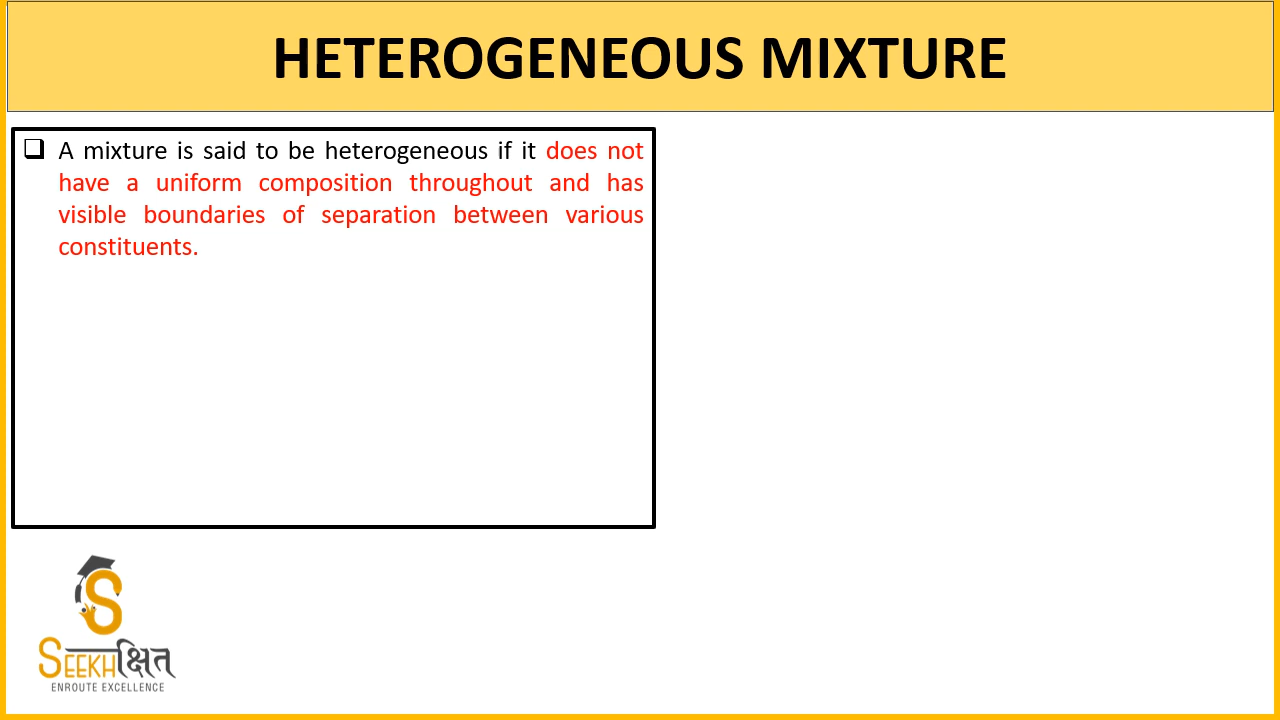 HETEROGENEOUS MIXTURE
❑ A mixture is said to be heterogeneous if it does not
have a uniform composition throughout and has
visible boundaries of separation between various
constituents.
S
SEEKHक्षित
ENROUTE EXCELLENCE